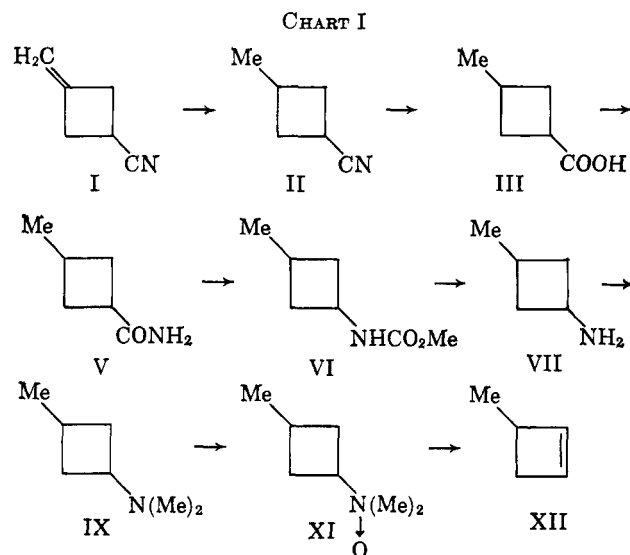 CHART I
H₂C Me Me
CN CN COOH
I II III
Me Me Me
CONH₂ NHCO₂Me NH₂
V VI VII
Me Me Me
N(Me)₂ N(Me)₂
O
IX XI XII